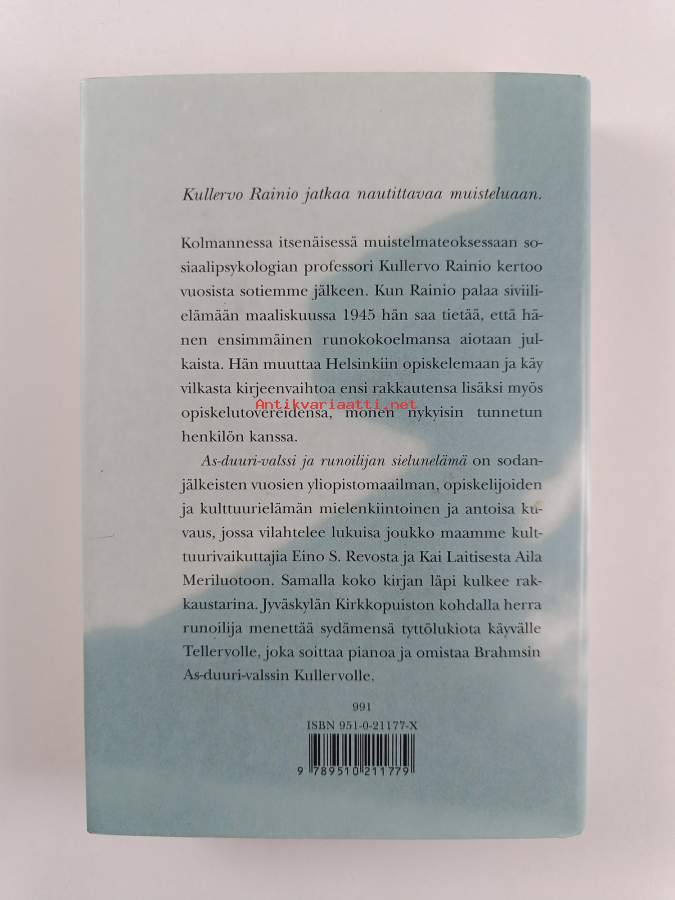 Kullervo Rainio jatkaa nautittavaa muisteluaan.
Kolmannessa itsenäisessä muistelmateoksessaan so-
siaalipsykologian professori Kullervo Rainio kertoo
vuosista sotiemme jälkeen. Kun Rainio palaa siviili-
elämään maaliskuussa 1945 hän saa tietää, että hä-
nen ensimmäinen runokokoelmansa aiotaan jul-
kaista. Hän muuttaa Helsinkiin opiskelemaan ja käy
vilkasta kirjeenvaihtoa ensi rakkautensa lisäksi myös
Antikvariaatti.net
opiskelutovereidensa, monen nykyisin tunnetun
henkilön kanssa.
As-duuri-valssi ja runoilijan sielunelämä on sodan-
jälkeisten vuosien yliopistomaailman, opiskelijoiden
ja kulttuurielämän mielenkiintoinen ja antoisa ku-
vaus, jossa vilahtelee lukuisa joukko maamme kult-
tuurivaikuttajia Eino S. Revosta ja Kai Laitisesta Aila
Meriluotoon. Samalla koko kirjan läpi kulkee rak-
kaustarina. Jyväskylän Kirkkopuiston kohdalla herra
runoilija menettää sydämensä tyttölukiota käyvälle
Tellervolle, joka soittaa pianoa ja omistaa Brahmsin
As-duuri-valssin Kullervolle.
991
ISBN 951-0-21177-X
9 789510 211779